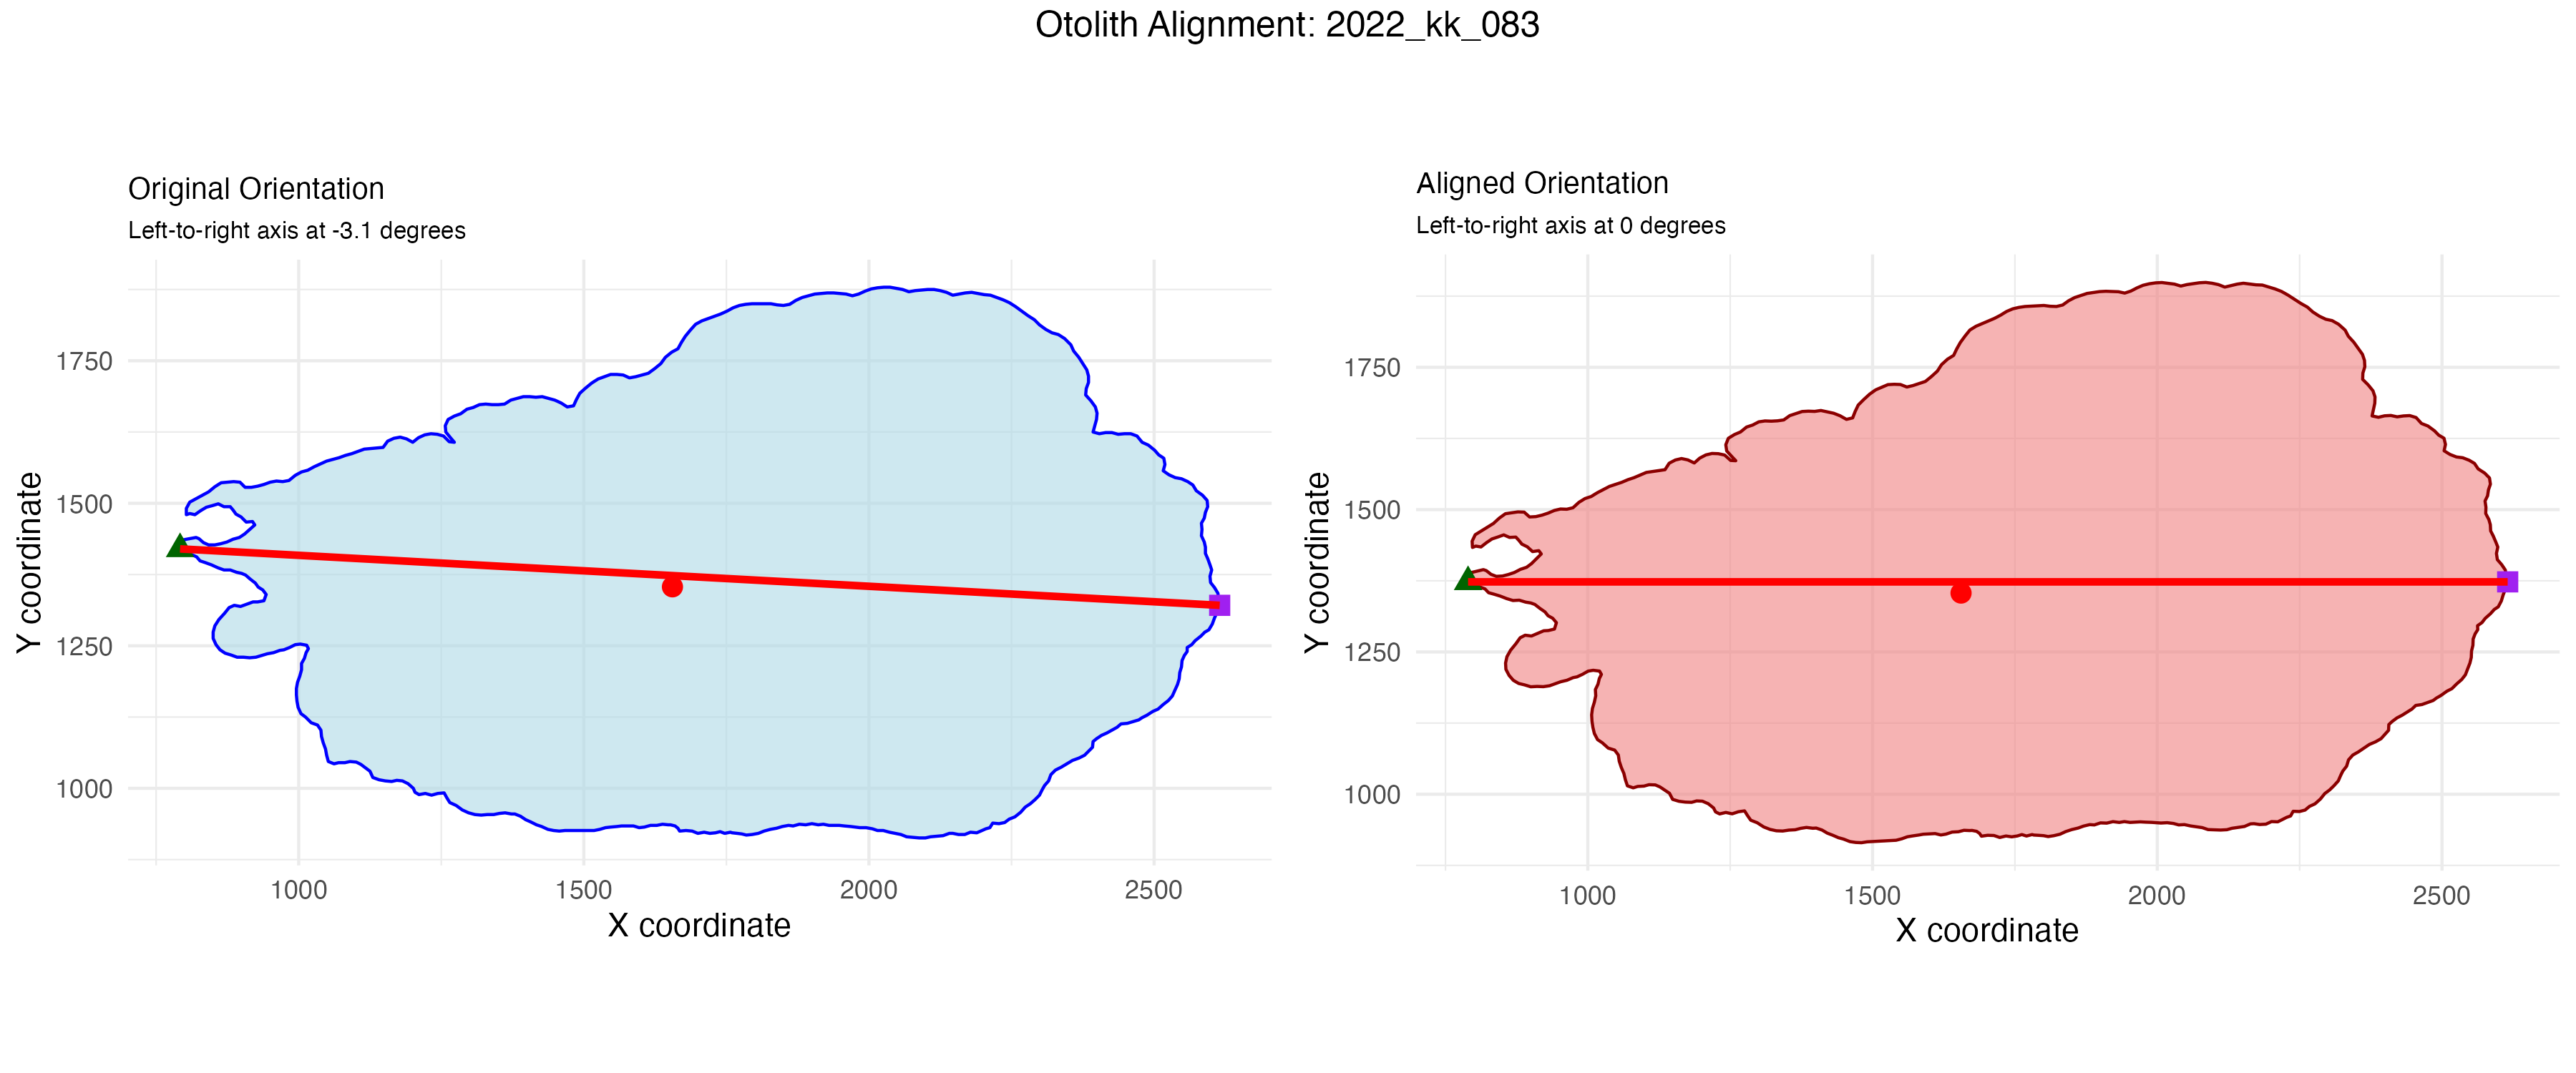 Otolith Alignment: 2022_kk_083
Original Orientation
Left-to-right axis at -3.1 degrees
1750
1500
1250
1000
Y coordinate
1000 1500 2000 2500
X coordinate
Aligned Orientation
Left-to-right axis at 0 degrees
1750
1500
1250
1000
Y coordinate
1000 1500 2000 2500
X coordinate